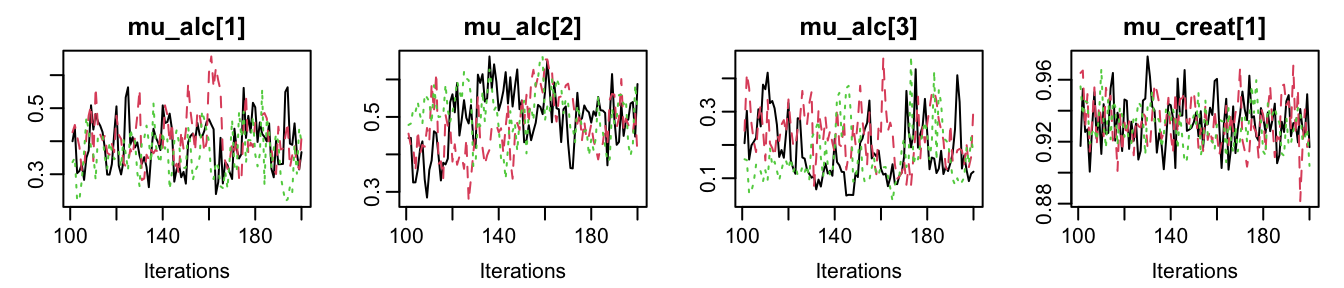 mu_alc[1] mu_alc[2] mu_alc[3] mu_creat[1]
0.5 0.3 0.5 0.3 0.3 0.1 0.96 0.92 0.88
100 140 180 100 140 180 100 140 180 100 140 180
Iterations Iterations Iterations Iterations